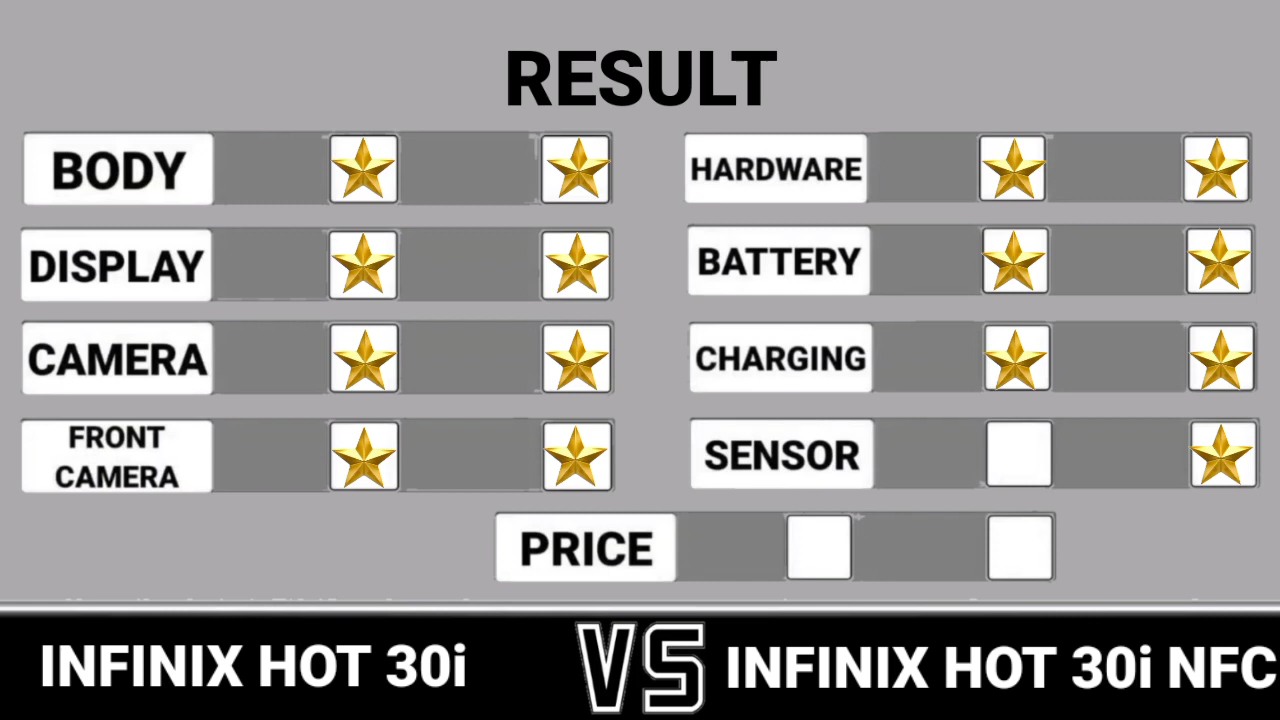 RESULT
BODY
DISPLAY
CAMERA
FRONT
CAMERA
HARDWARE
BATTERY
CHARGING
SENSOR
PRICE
INFINIX HOT 30i
VS
INFINIX HOT 30i NFC